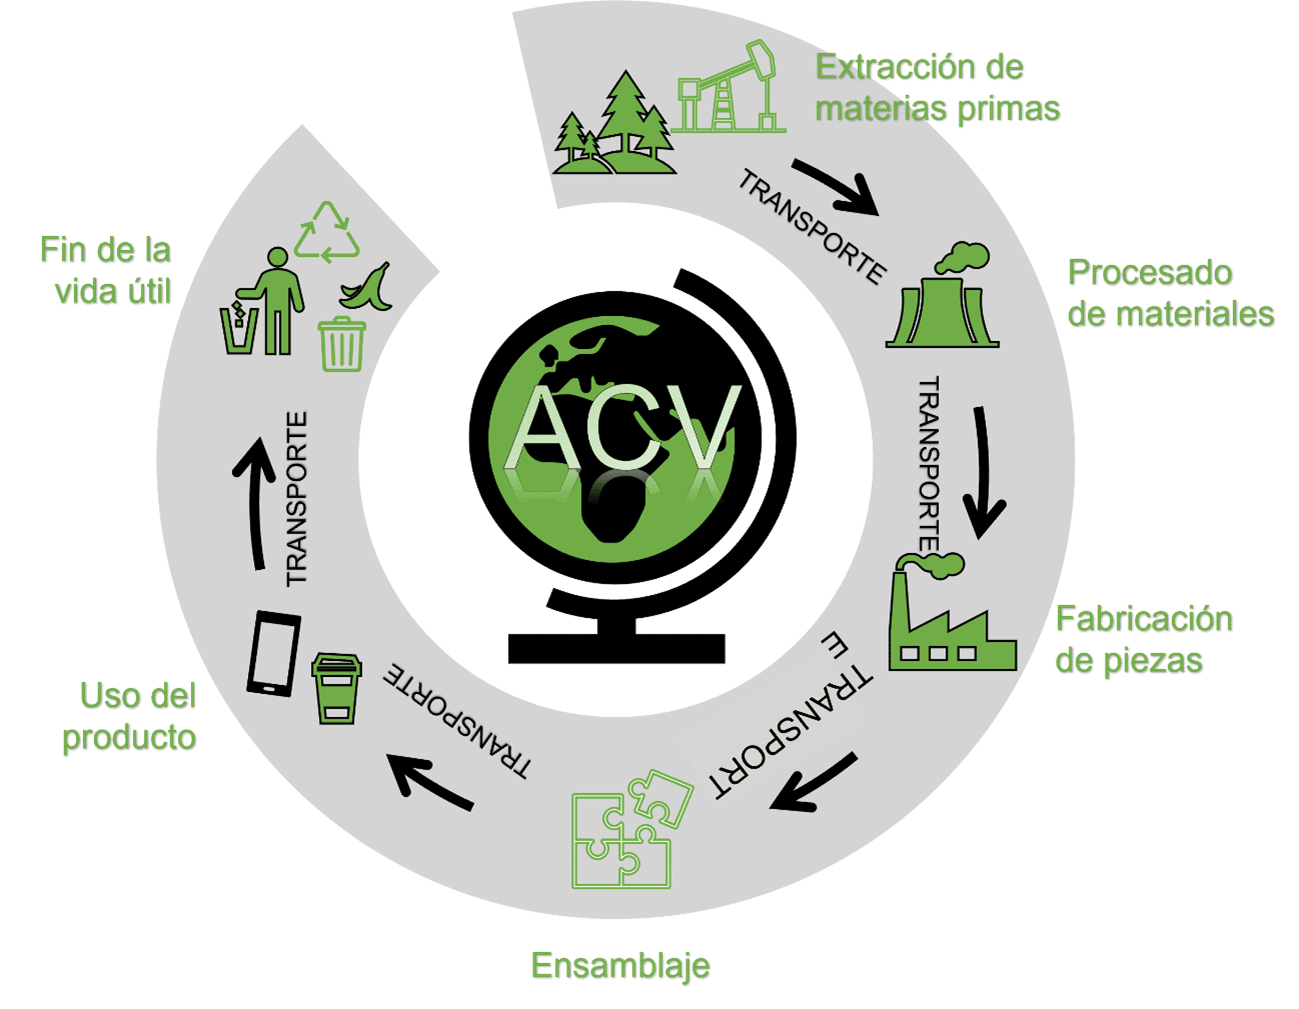 Extracción de
materias primas
TRANSPORTE
Procesado
de materiales
TRANSPORTE
Fabricación
de piezas
TRANSPORT
E
Ensamblaje
TRANSPORTE
Uso del
producto
TRANSPORTE
Fin de la
vida útil
ACV